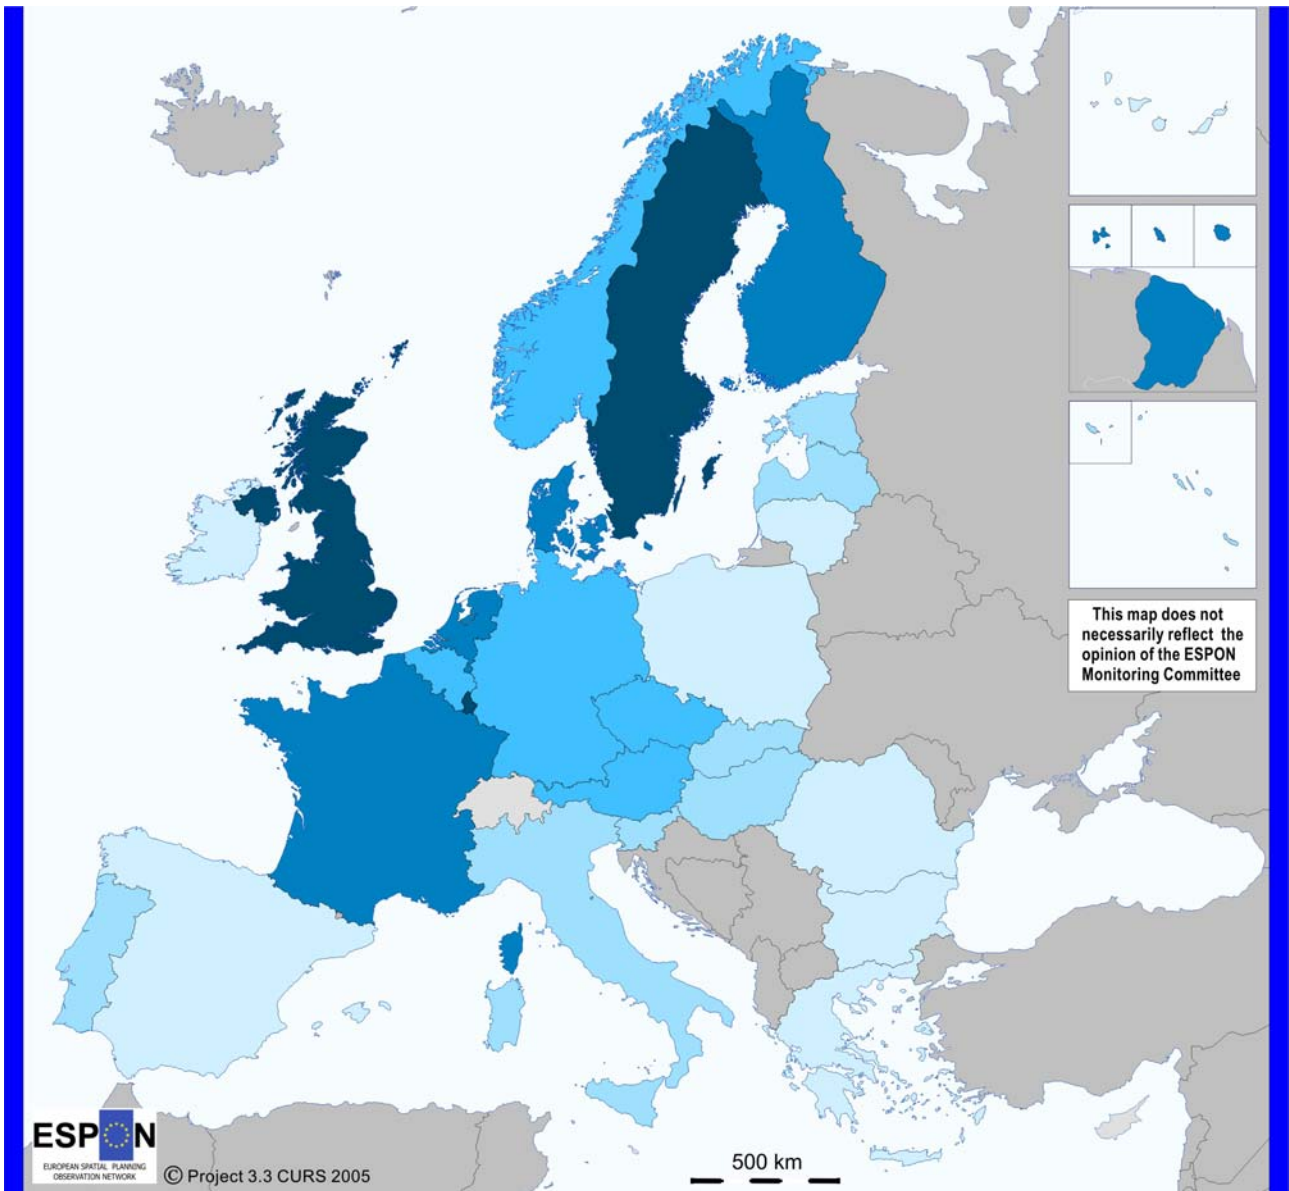 This map does not
necessarily reflect the
opinion of the ESPON
Monitoring Committee
ESPON
EUROPEAN SPATIAL PLANNING
OBSERVATION NETWORK
© Project 3.3 CURS 2005
500 km